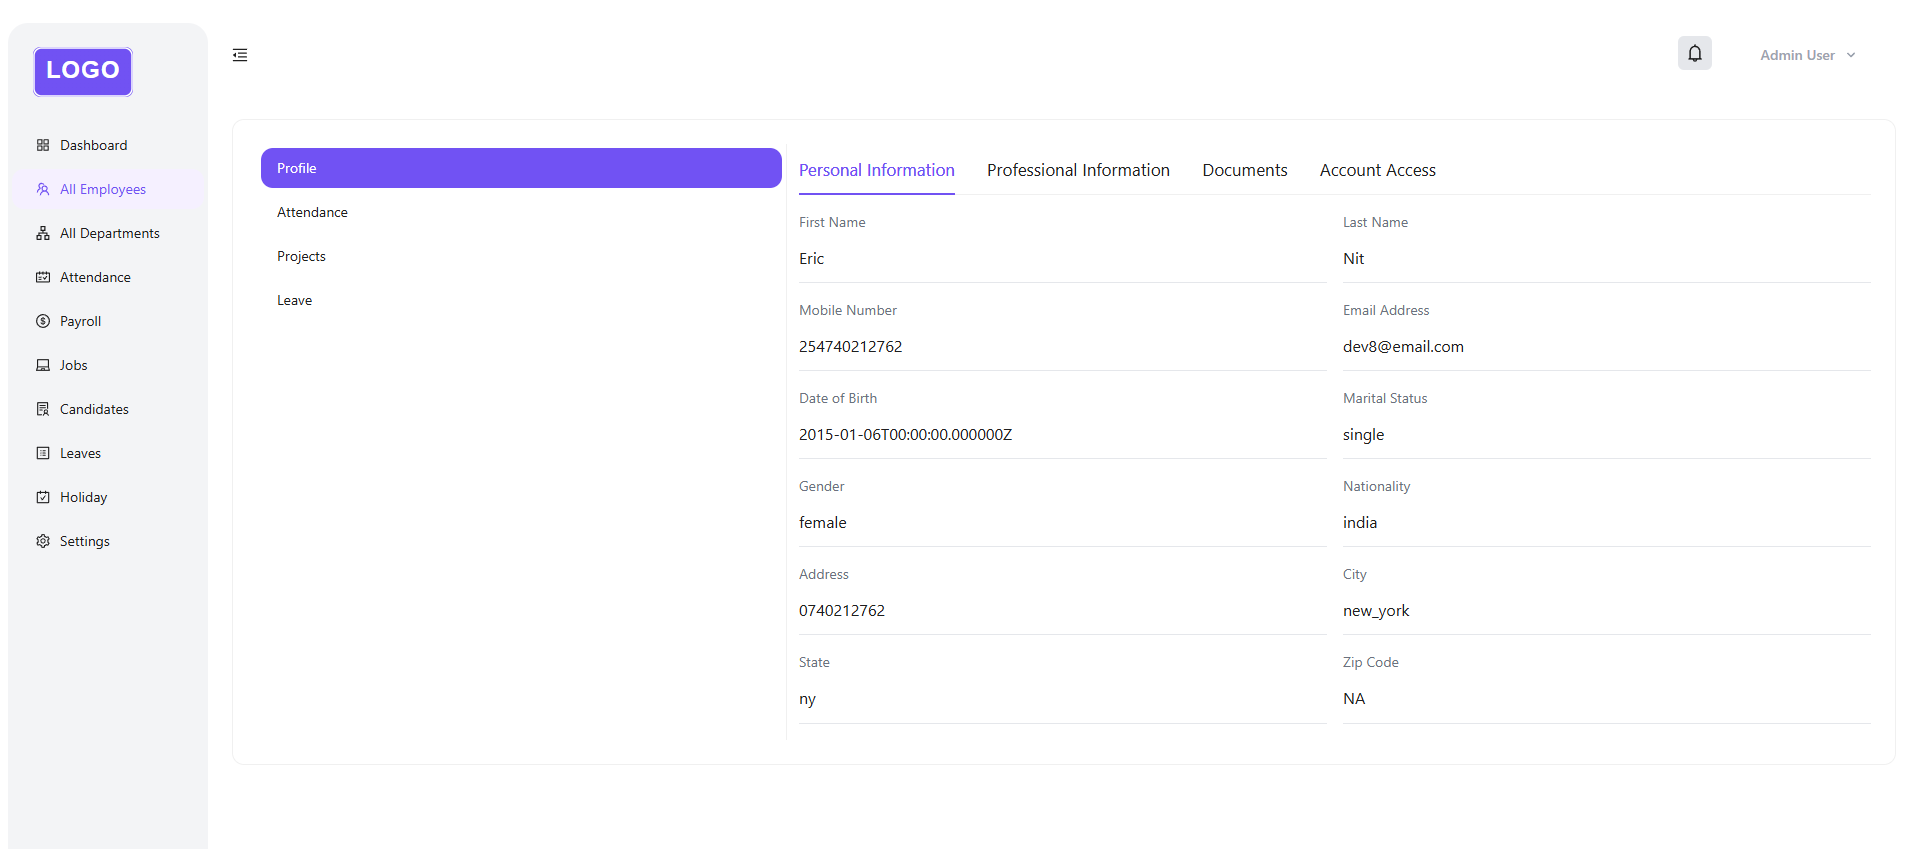 LOGO
Dashboard
All Employees
All Departments
Attendance
Payroll
Jobs
Candidates
Leaves
Holiday
Settings
Admin User
Profile
Attendance
Projects
Leave
Personal Information Professional Information Documents Account Access
First Name Last Name
Eric Nit
Mobile Number Email Address
254740212762 dev8@email.com
Date of Birth Marital Status
2015-01-06T00:00:00.000000Z single
Gender Nationality
female india
Address City
0740212762 new_york
State Zip Code
ny NA